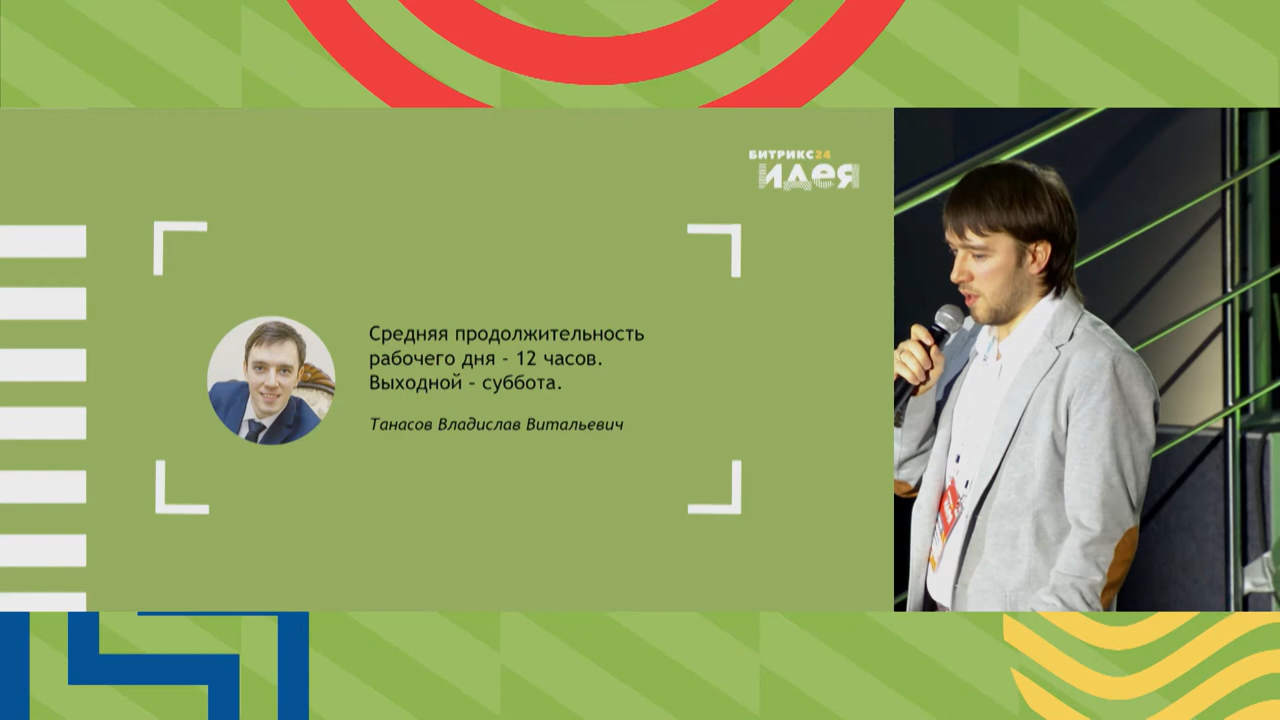 БИТРИКС24
идея
Средняя продолжительность
рабочего дня - 12 часов.
Выходной - суббота.
Танасов Владислав Витальевич